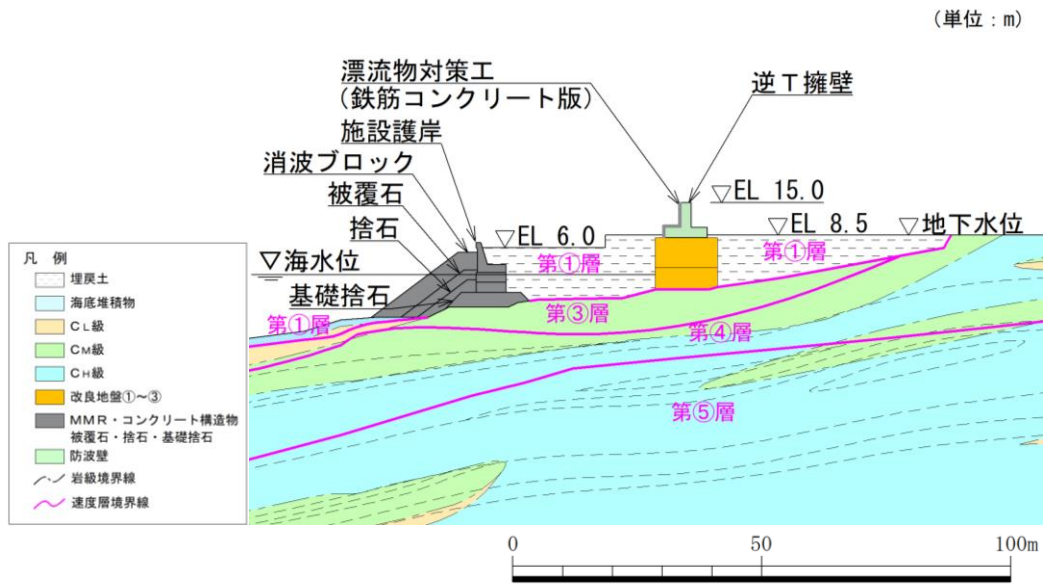 （単位：m）
漂流物対策工
（鉄筋コンクリート版）
逆Ｔ擁壁
施設護岸
消波ブロック
被覆石
捨石
▽EL 15.0
▽EL 6.0
▽EL 8.5
▽地下水位
▽海水位
基礎捨石
第①層
第①層
第①層
第③層
第④層
第⑤層
凡 例
埋戻土
海底堆積物
ＣL級
ＣM級
ＣH級
改良地盤①～③
ＭＭＲ・コンクリート構造物
被覆石・捨石・基礎捨石
防波壁
岩級境界線
速度層境界線
0 50 100m